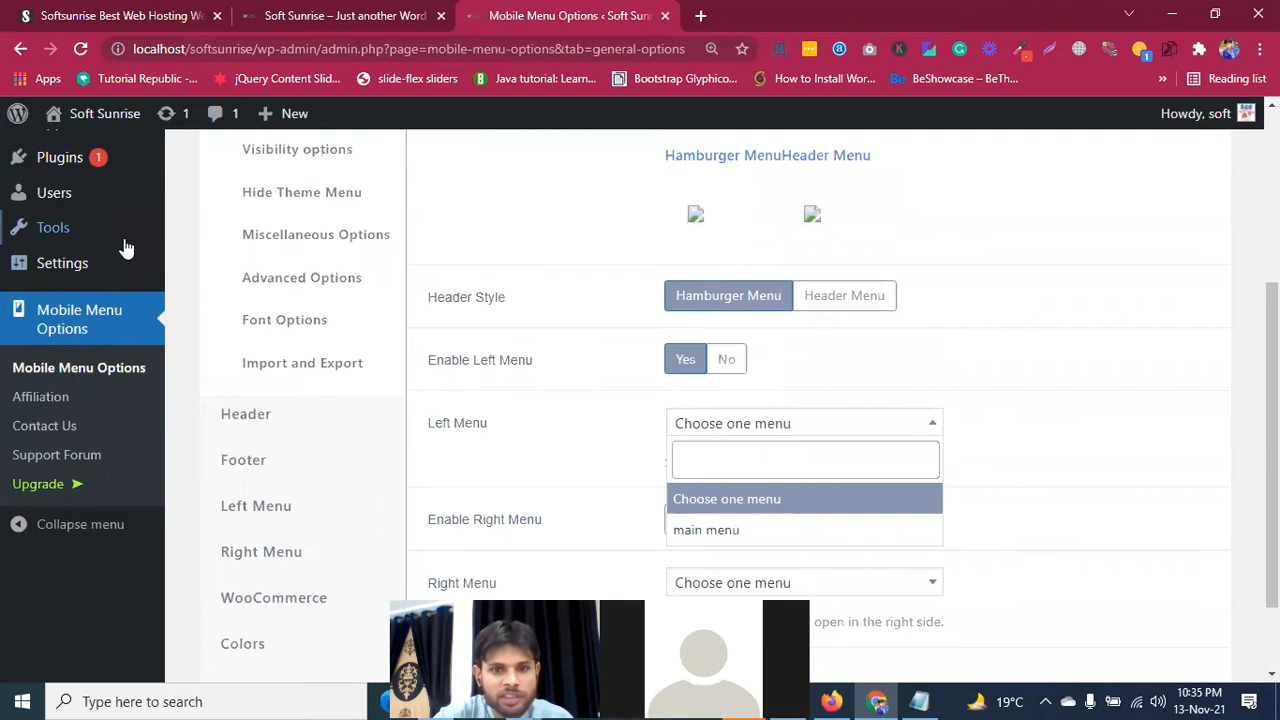 Softsunrise Best Web Hosting We
Soft Sunrise – Just another Word
Mobile Menu Options < Soft Sunri
localhost/softsunrise/wp-admin/admin.php?page=mobile-menu-options&tab=general-options
Apps
Tutorial Republic -...
jQuery Content Slid...
slide-flex sliders
Java tutorial: Learn...
Bootstrap Glyphico...
How to Install Wor...
BeShowcase – BeTh...
»
Reading list
Soft Sunrise
1
1
New
Howdy, soft
Plugins 1
Users
Tools
Settings
Mobile Menu
Options
Mobile Menu Options
Affiliation
Contact Us
Support Forum
Upgrade ➤
Collapse menu
Visibility options
Hide Theme Menu
Miscellaneous Options
Advanced Options
Font Options
Import and Export
Header
Footer
Left Menu
Right Menu
WooCommerce
Colors
Hamburger MenuHeader Menu
Header Style
Hamburger Menu
Header Menu
Enable Left Menu
Yes
No
Left Menu
Choose one menu
Choose one menu
main menu
Enable Right Menu
Right Menu
Choose one menu
open in the right side.
Type here to search
19°C
10:35 PM
13-Nov-21